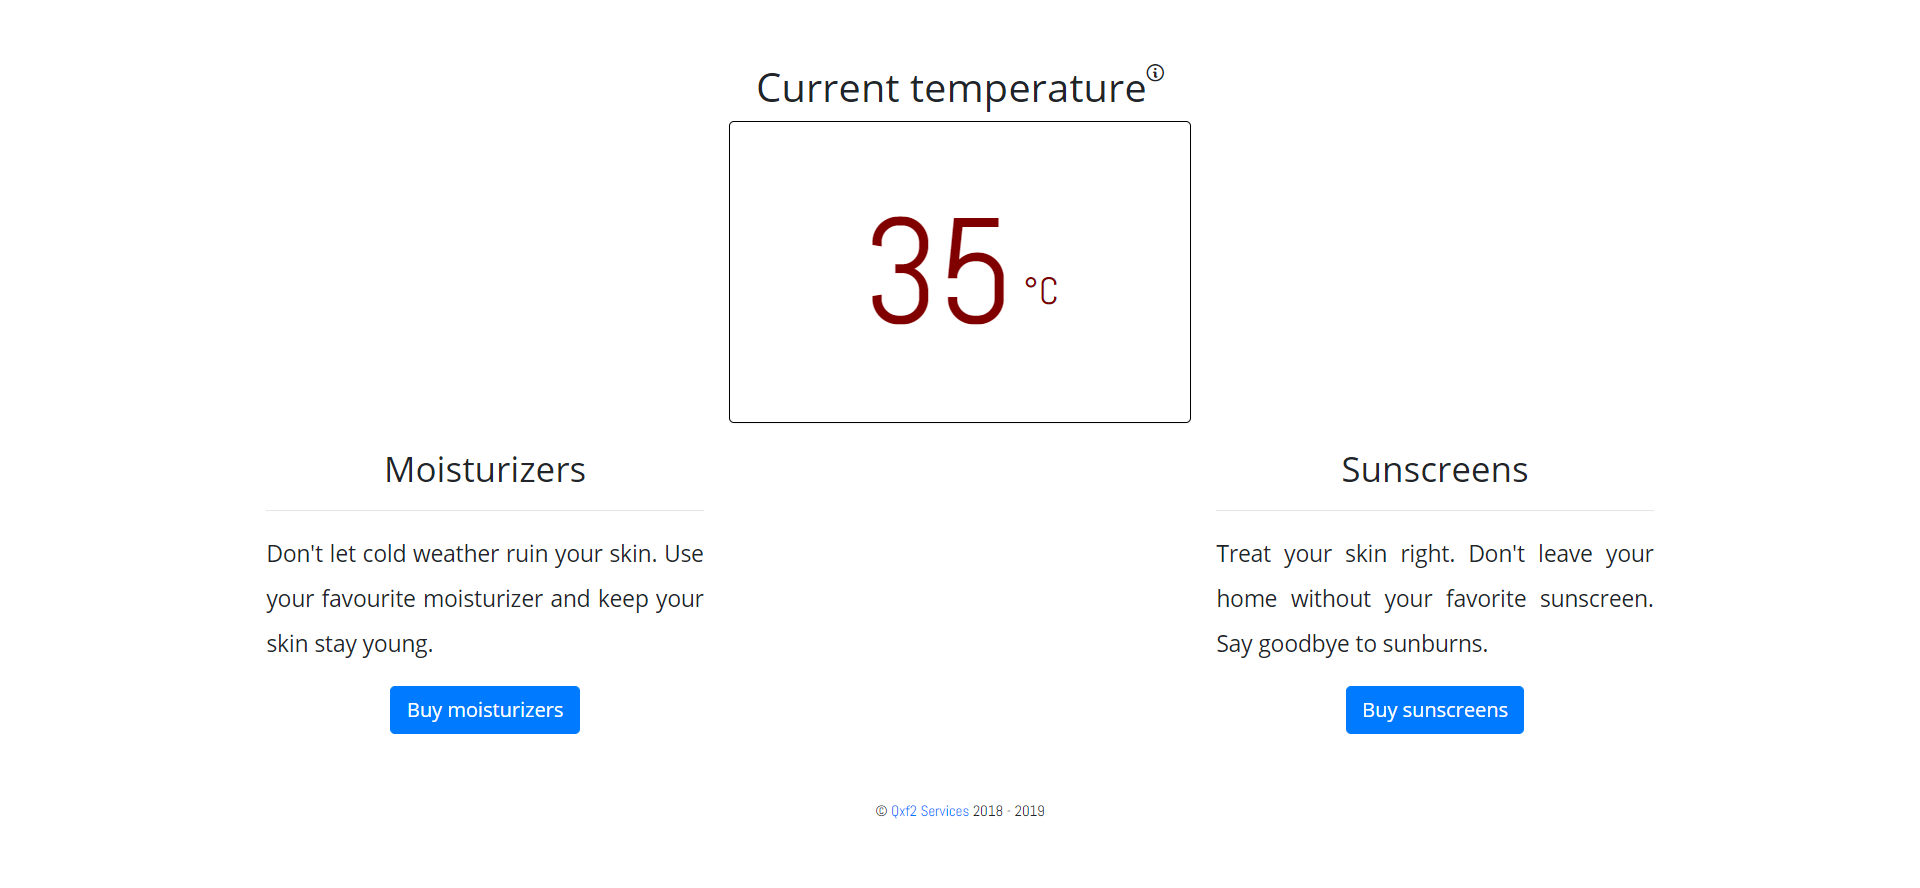 Current temperature
35 °C
Moisturizers
Don't let cold weather ruin your skin. Use
your favourite moisturizer and keep your
skin stay young.
Buy moisturizers
Sunscreens
Treat your skin right. Don't leave your
home without your favorite sunscreen.
Say goodbye to sunburns.
Buy sunscreens
© Qxf2 Services 2018 - 2019